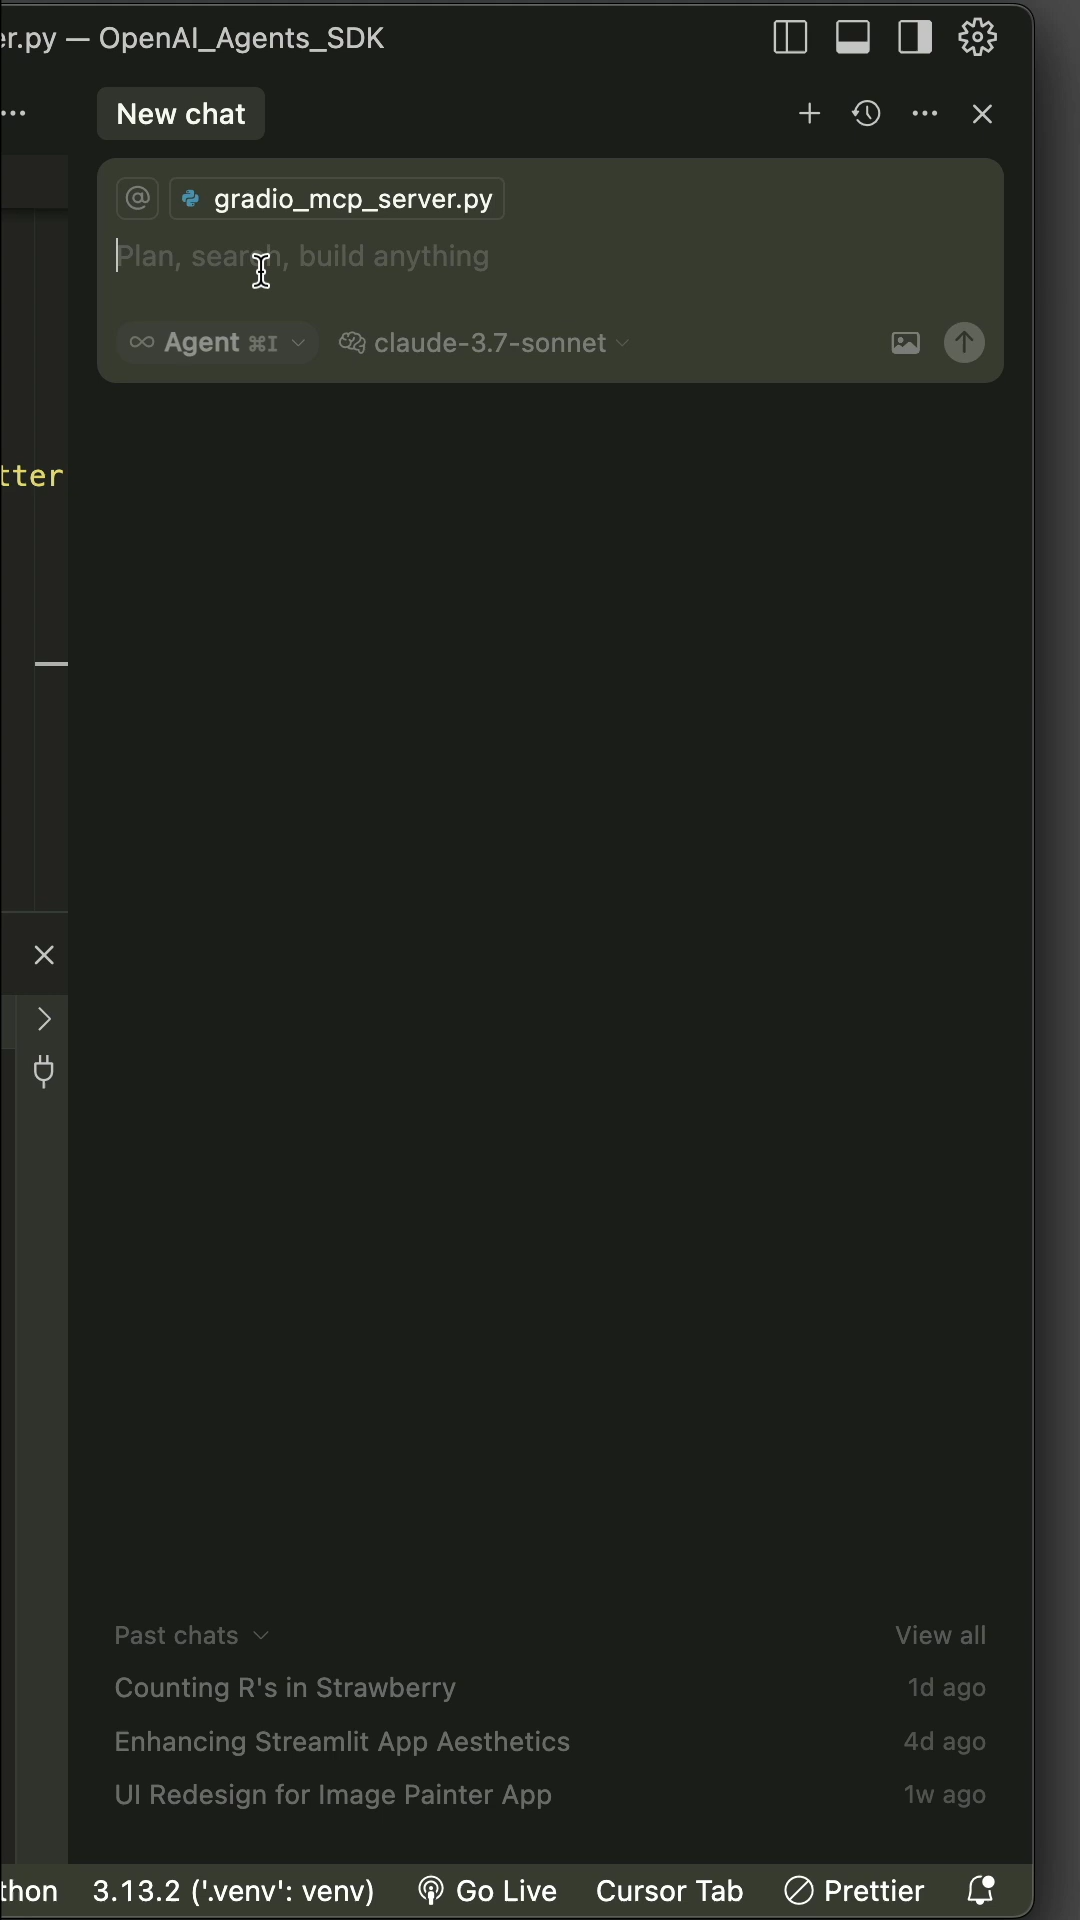 er.py — OpenAI_Agents_SDK
New chat
@ gradio_mcp_server.py
Plan, search, build anything
Agent ⌘I claude-3.7-sonnet
tter
Past chats View all
Counting R's in Strawberry 1d ago
Enhancing Streamlit App Aesthetics 4d ago
UI Redesign for Image Painter App 1w ago
thon 3.13.2 ('.venv': venv) Go Live Cursor Tab Prettier